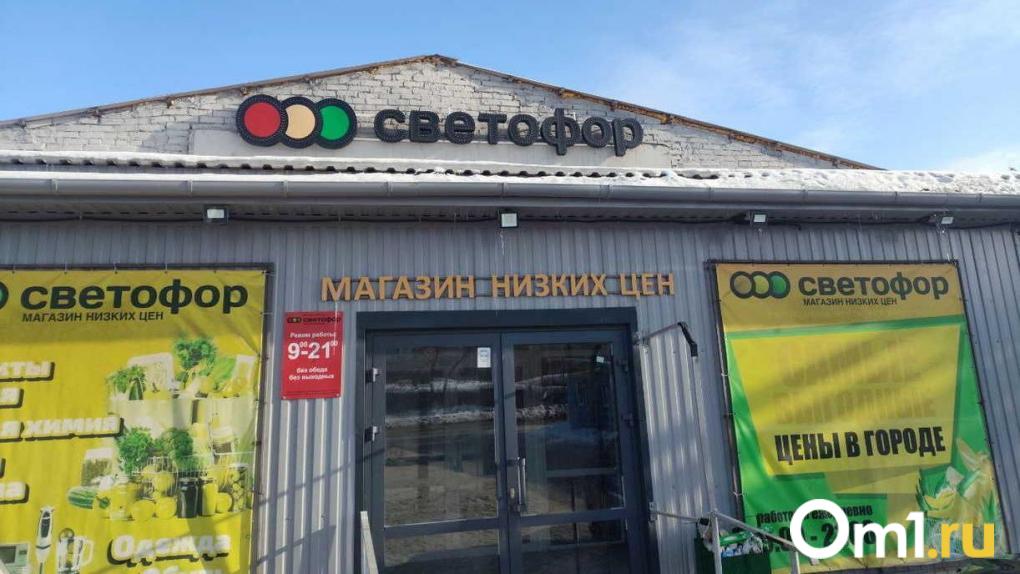 светофор
МАГАЗИН НИЗКИХ ЦЕН
светофор
МАГАЗИН НИЗКИХ ЦЕН
ХИМИЯ
Одежда
светофор
Режим работы
9⁰⁰-21⁰⁰
без обеда
без выходных
светофор
МАГАЗИН НИЗКИХ ЦЕН
ЦЕНЫ В ГОРОДЕ
Om1.ru